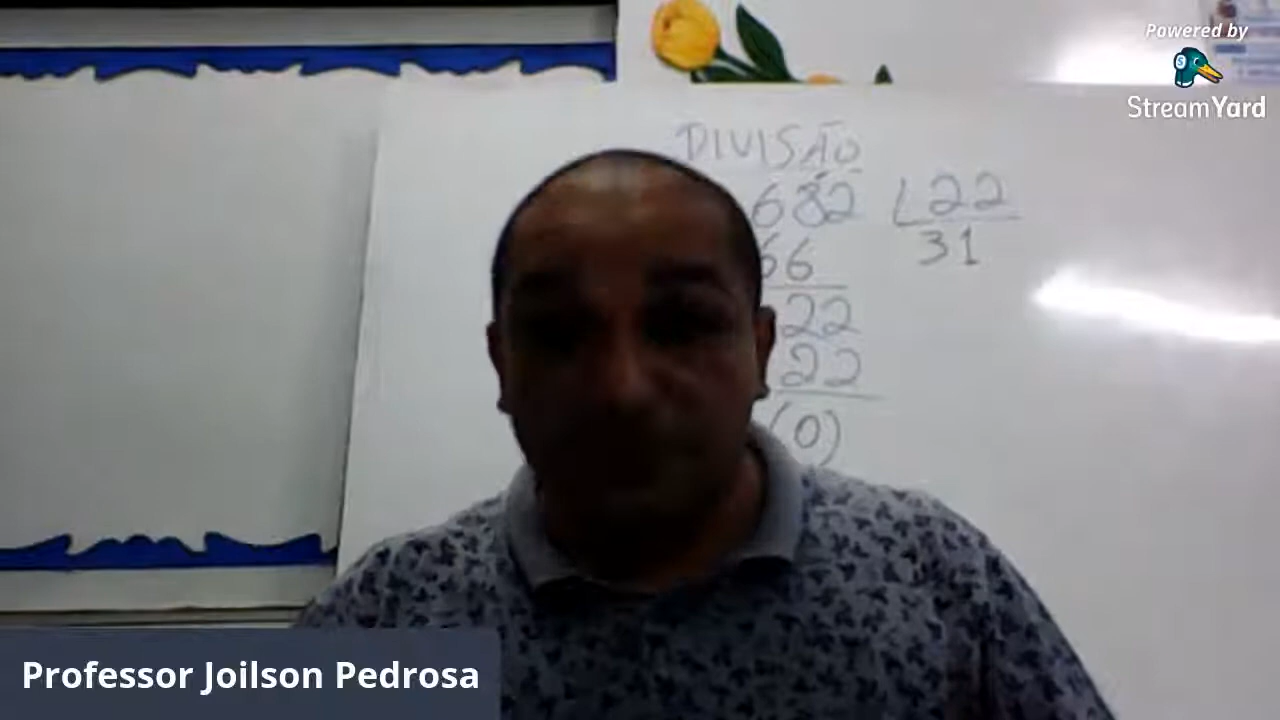 Powered by
StreamYard
DIVISÃO
682 22
66 31
22
22
(0)
Professor Joilson Pedrosa